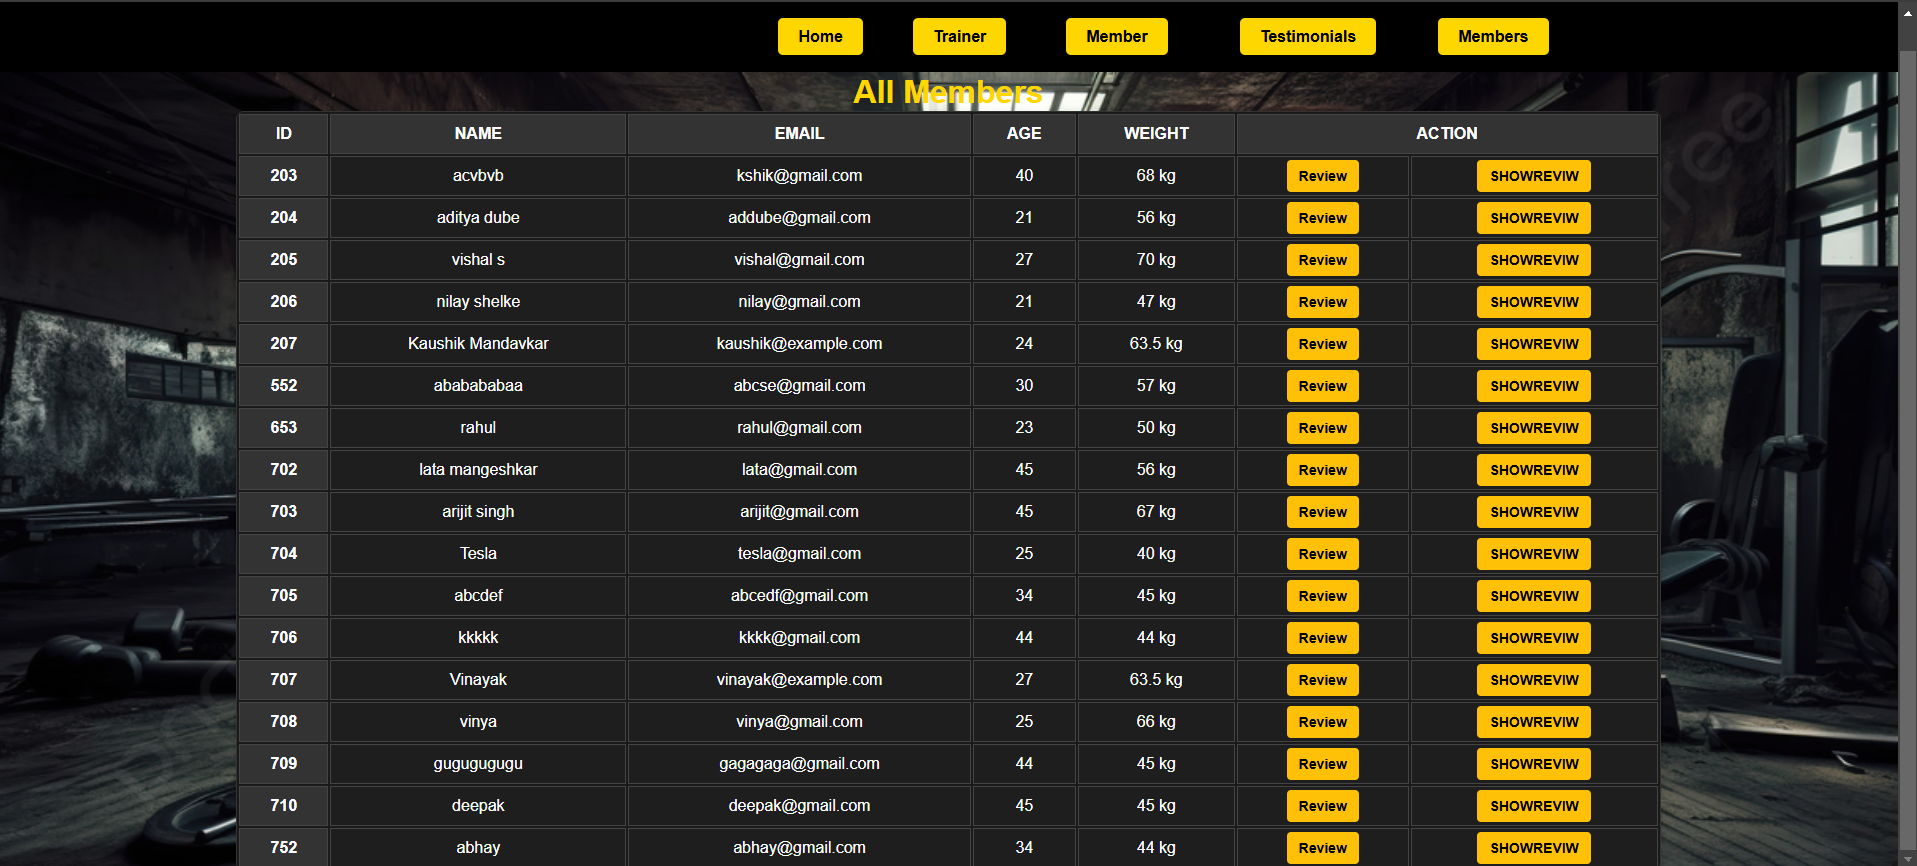 Home Trainer Member Testimonials Members
All Members
ID NAME EMAIL AGE WEIGHT ACTION
203 acvbvb kshik@gmail.com 40 68 kg Review SHOWREVIW
204 aditya dube addube@gmail.com 21 56 kg Review SHOWREVIW
205 vishal s vishal@gmail.com 27 70 kg Review SHOWREVIW
206 nilay shelke nilay@gmail.com 21 47 kg Review SHOWREVIW
207 Kaushik Mandavkar kaushik@example.com 24 63.5 kg Review SHOWREVIW
552 ababababaa abcse@gmail.com 30 57 kg Review SHOWREVIW
653 rahul rahul@gmail.com 23 50 kg Review SHOWREVIW
702 lata mangeshkar lata@gmail.com 45 56 kg Review SHOWREVIW
703 arijit singh arijit@gmail.com 45 67 kg Review SHOWREVIW
704 Tesla tesla@gmail.com 25 40 kg Review SHOWREVIW
705 abcdef abcedf@gmail.com 34 45 kg Review SHOWREVIW
706 kkkkk kkkk@gmail.com 44 44 kg Review SHOWREVIW
707 Vinayak vinayak@example.com 27 63.5 kg Review SHOWREVIW
708 vinya vinya@gmail.com 25 66 kg Review SHOWREVIW
709 gugugugugu gagagaga@gmail.com 44 45 kg Review SHOWREVIW
710 deepak deepak@gmail.com 45 45 kg Review SHOWREVIW
752 abhay abhay@gmail.com 34 44 kg Review SHOWREVIW